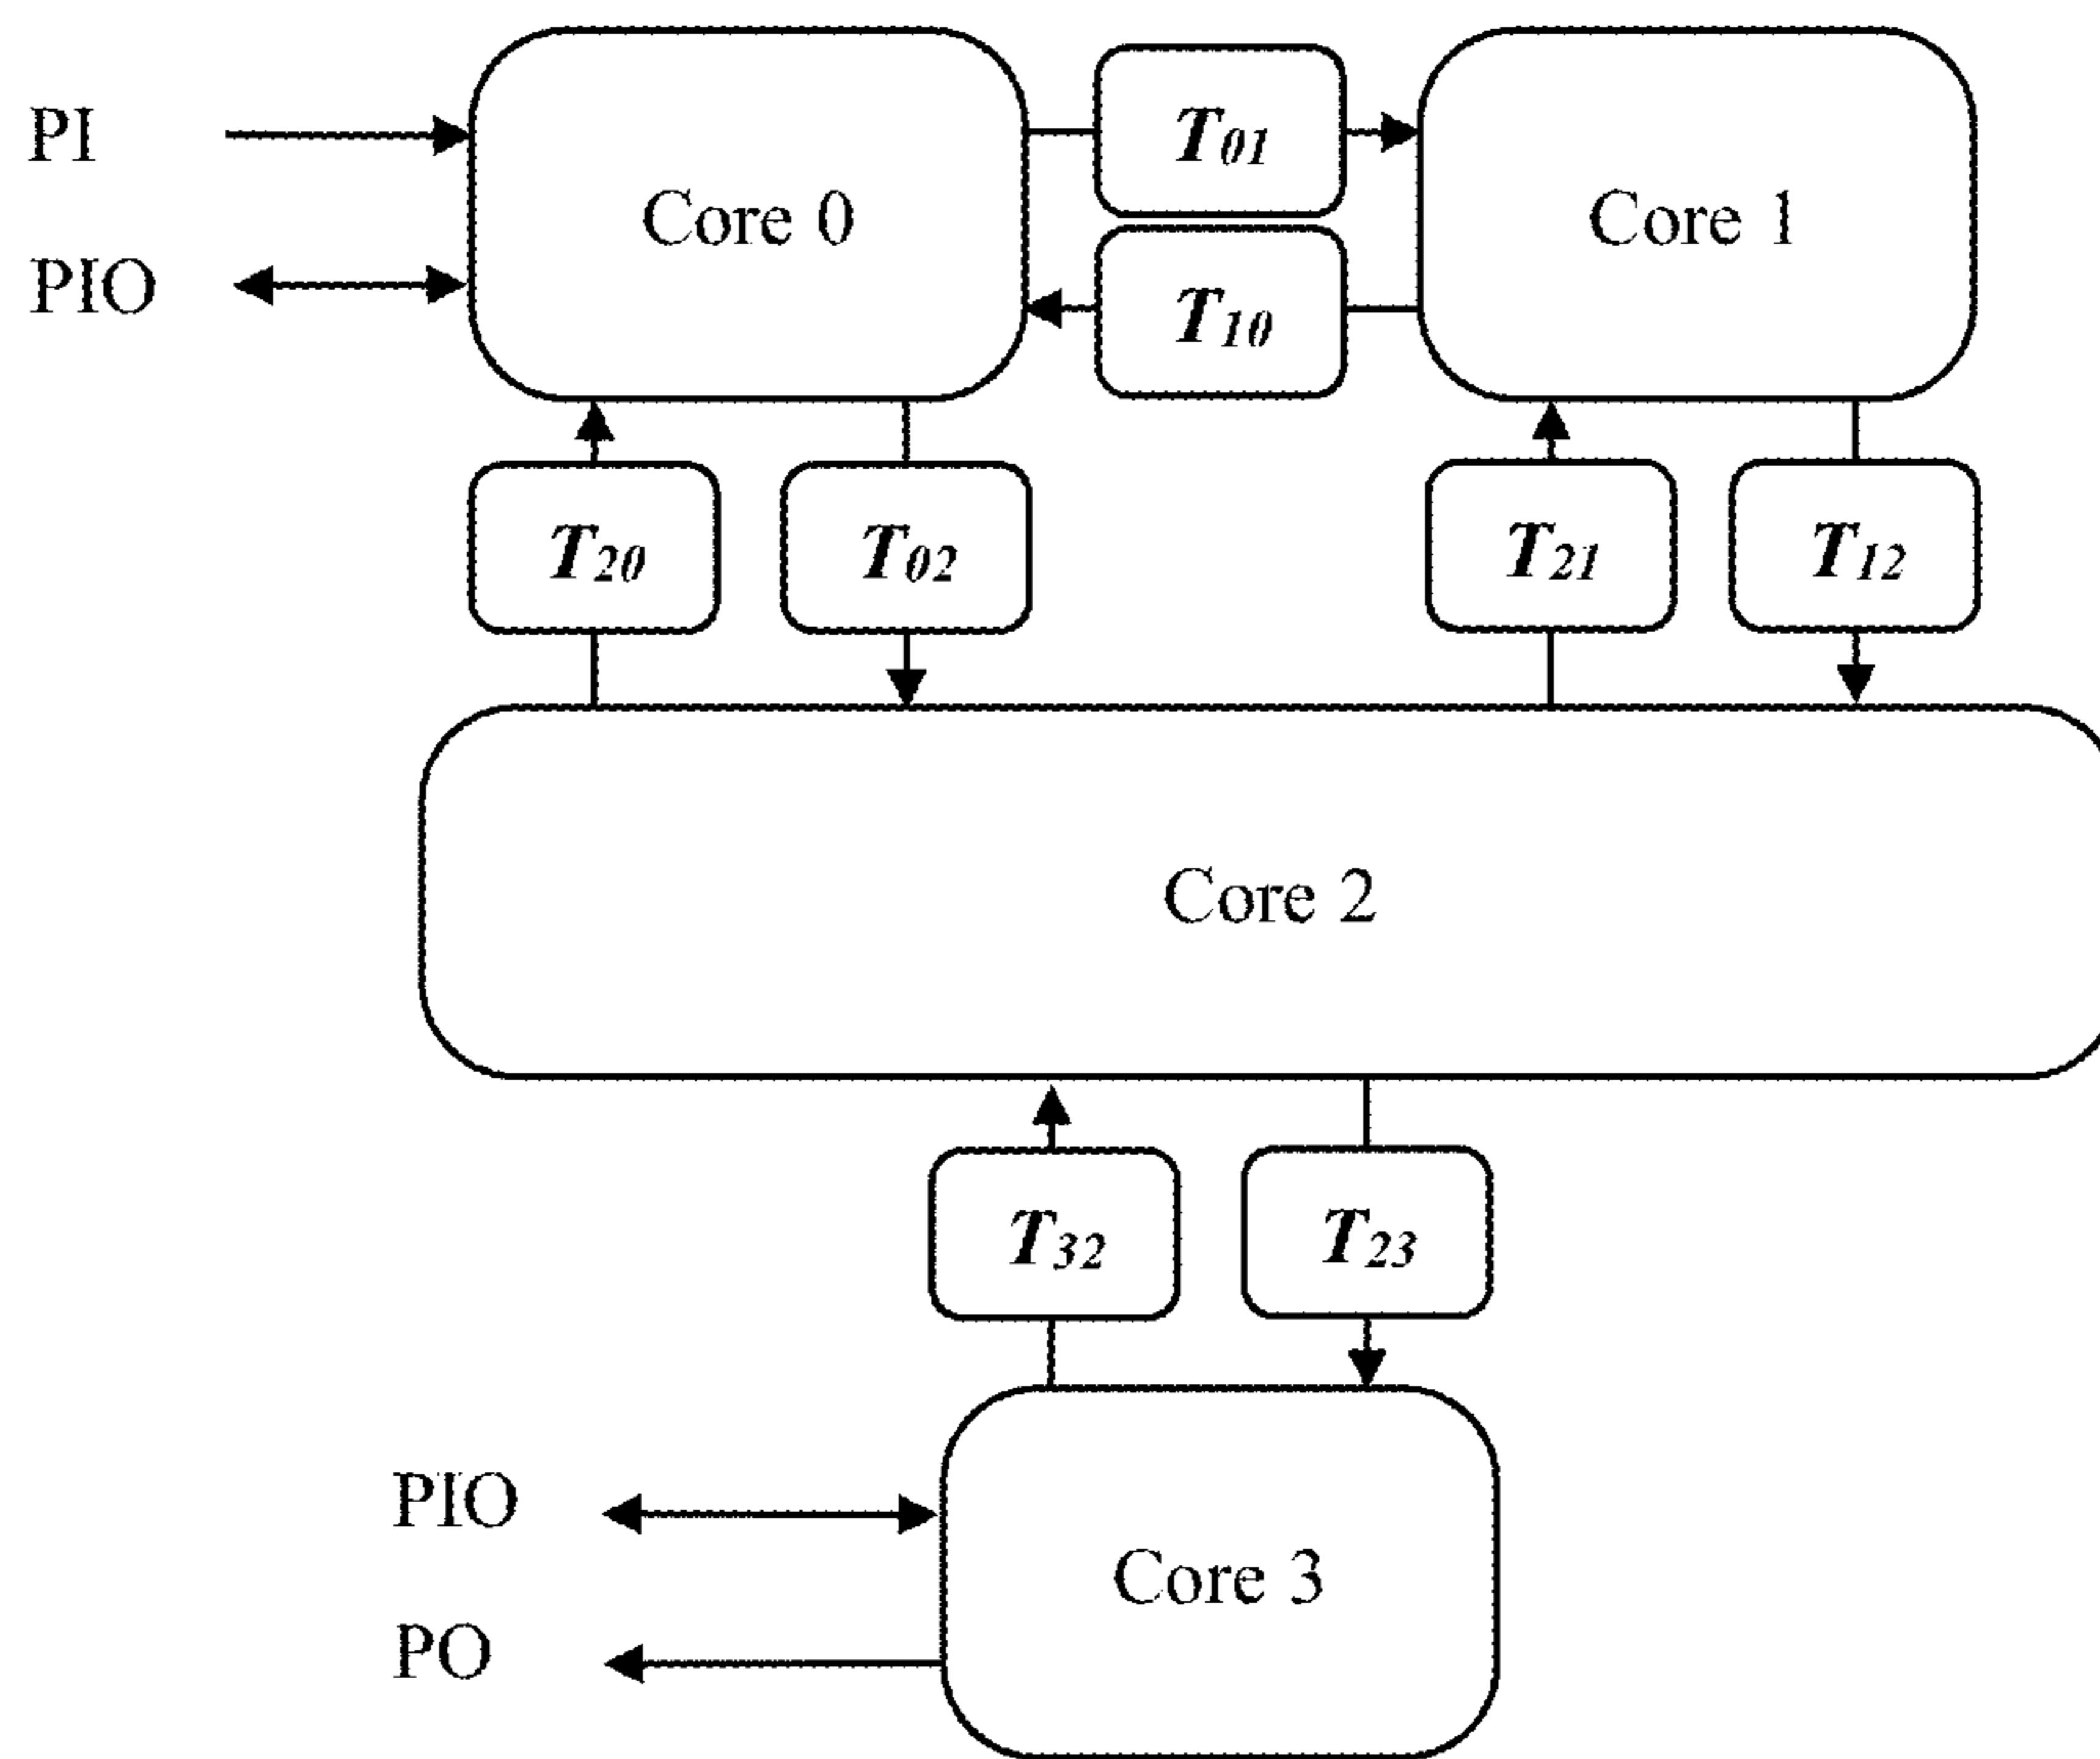 PI
PIO
Core 0
T01
T10
Core 1
T20
T02
T21
T12
Core 2
T32
T23
PIO
PO
Core 3